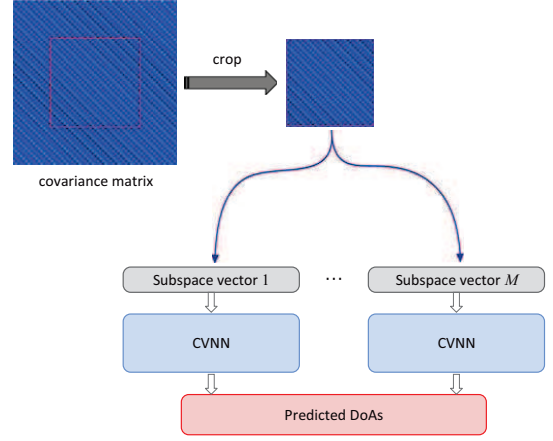 crop
covariance matrix
Subspace vector 1
...
Subspace vector M
CVNN
CVNN
Predicted DoAs